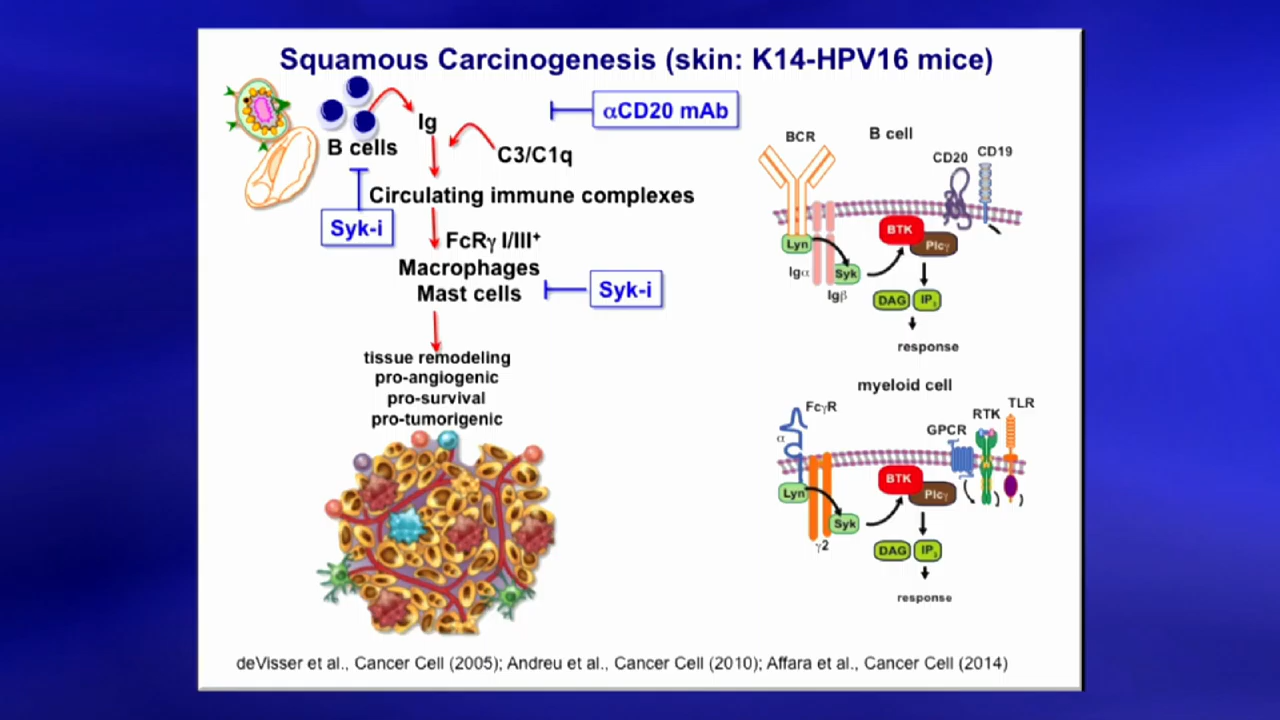 Squamous Carcinogenesis (skin: K14-HPV16 mice)
αCD20 mAb
Ig
B cells
C3/C1q
Circulating immune complexes
Syk-i
FcRγ I/III⁺
Macrophages
Mast cells
Syk-i
tissue remodeling
pro-angiogenic
pro-survival
pro-tumorigenic
B cell
BCR
CD20
CD19
BTK
Lyn
Plcγ
Igα
Syk
Igβ
DAG
IP₃
response
myeloid cell
FcγR
TLR
RTK
GPCR
α
BTK
Lyn
Plcγ
Syk
γ2
DAG
IP₃
response
deVisser et al., Cancer Cell (2005); Andreu et al., Cancer Cell (2010); Affara et al., Cancer Cell (2014)